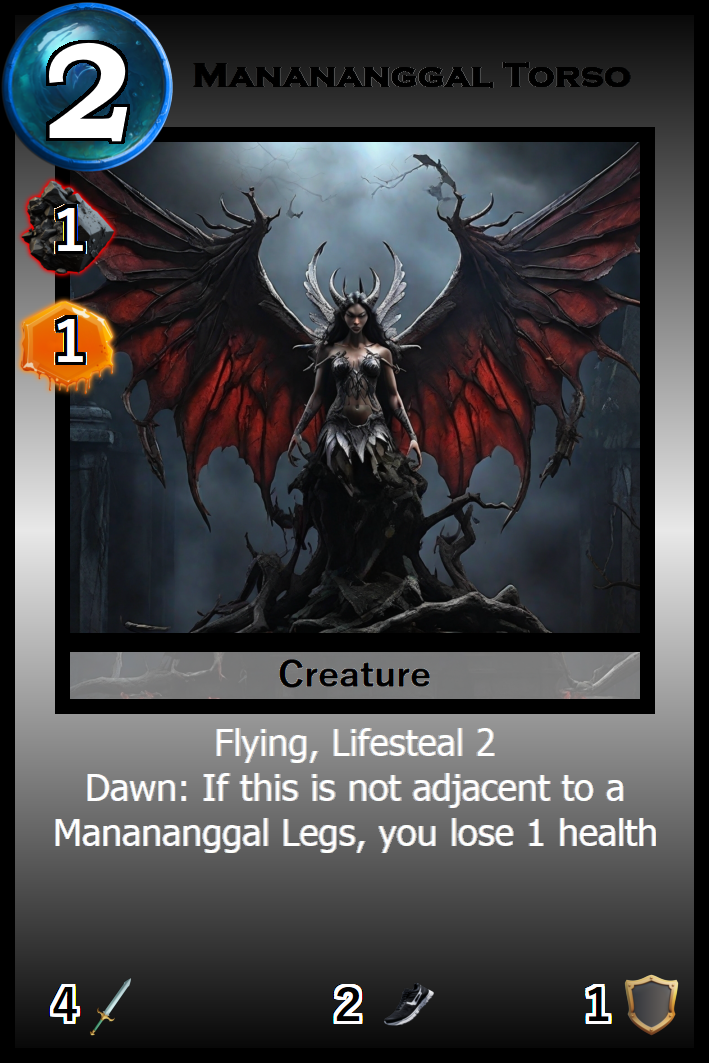 2
Manananggal Torso
1
1
Creature
Flying, Lifesteal 2
Dawn: If this is not adjacent to a
Manananggal Legs, you lose 1 health
4
2
1